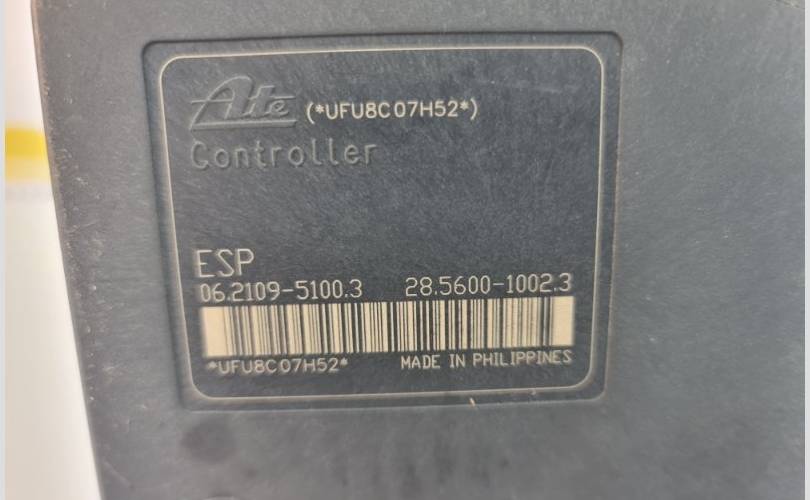 Ate (*UFU8C07H52*)
Controller
ESP
06.2109-5100.3 28.5600-1002.3
*UFU8C07H52* MADE IN PHILIPPINES